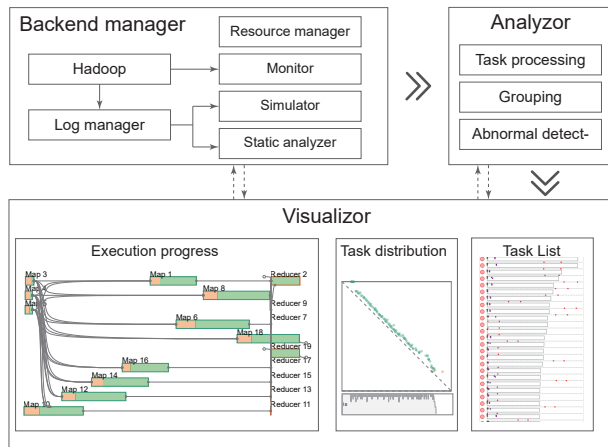 Backend manager
Resource manager
Hadoop
Monitor
Log manager
Simulator
Static analyzer
Analyzor
Task processing
Grouping
Abnormal detect-
Visualizor
Execution progress
Map 3
Map 1
Reducer 2
Map 8
Reducer 9
Map 6
Reducer 7
Map 18
Reducer 19
Map 16
Reducer 17
Map 14
Reducer 15
Map 12
Reducer 13
Map 10
Reducer 11
Task distribution
Task List